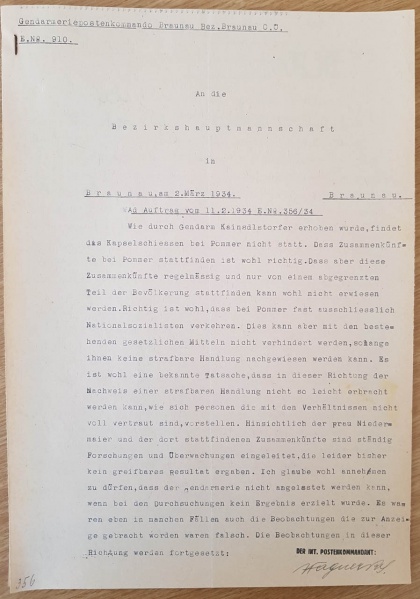 Gendarmeriepostenkommando Braunau Bez.Braunau O.Ö.
E.Nr. 910.
An die
Bezirkshauptmannschaft
in
Braunau,am 2.März 1934. Braunau.
Ad Auftrag vom 11.2.1934 E.NR.356/34
Wie durch Gendarm erhoben wurde,findet
das Kapselschiessen bei Pommer nicht statt. Dass Zusammenkünf-
te bei Pommer stattfinden ist wohl richtig.Dass aber diese
Zusammenkünfte regelmässig und nur von einem abgegrenzten
Teil der Bevölkerung stattfinden kann wohl nicht erwiesen
werden.Richtig ist wohl,dass bei Pommer fast ausschliesslich
Nationalsozialisten verkehren. Dies kann aber mit den beste-
henden gesetzlichen Mitteln nicht verhindert werden,solange
ihnen keine strafbare Handlung nachgewiesen werden kann. Es
ist wohl eine bekannte Tatsache,dass in dieser Richtung der
Nachweis einer strafbaren Handlung nicht so leicht erbracht
werden kann,wie sich personen die mit den Verhältnissen nicht
voll vertraut sind,vorstellen. Hinsichtlich der Frau Nieder
maier und der dort stattfindenden Zusammenkünfte sind ständig
Forschungen und Überwachungen eingeleitet,die leider bisher
kein greifbares resultat ergaben. Ich glaube wohl annehmen
zu dürfen,dass der endarmerie nicht angelastet werden kann,
wenn bei den Durchsuchungen kein Ergebnis erzielt wurde. Es wa=
ren eben in manchen Fällen auch die Beobachtungen die zur Anzei=
ge gebracht worden waren falsch. Die Beobachtungen in dieser
Richtung werden fortgesetzt:
DER INT. POSTENKOMMANDANT:
356